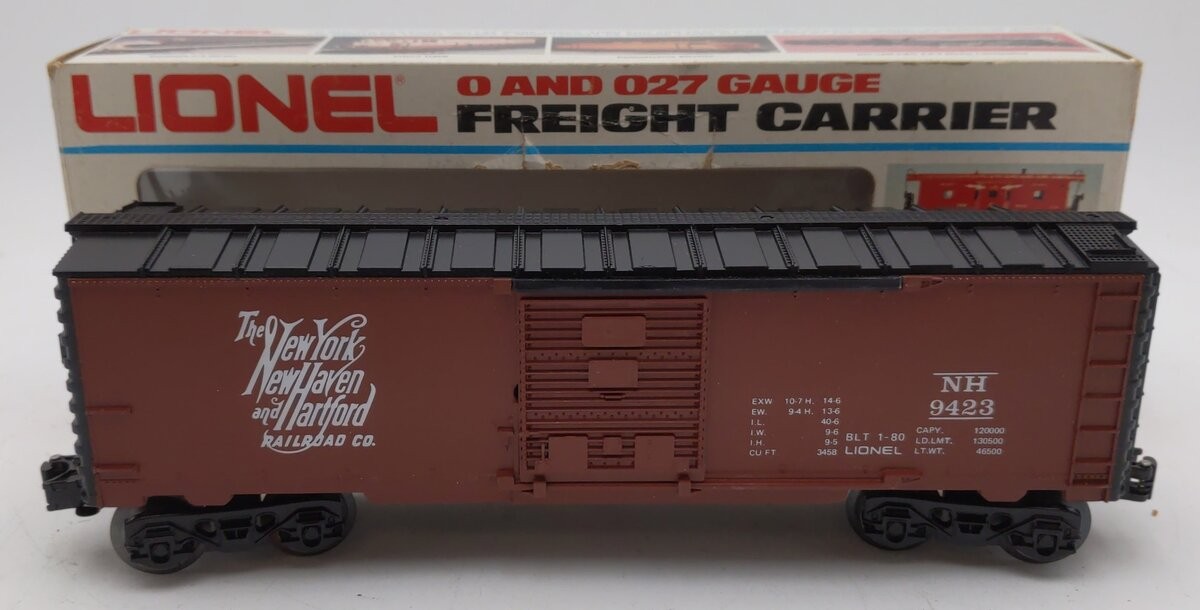 LIONEL®
O AND O27 GAUGE
FREIGHT CARRIER
The
New York
New Haven
and Hartford
RAILROAD CO.
EXW 10-7 H. 14-6
EW. 9-4 H. 13-6
I.L. 40-6
I.W. 9-6
I.H. 9-5
CU FT 3458
BLT 1-80
LIONEL
NH
9423
CAPY. 120000
LD.LMT. 130500
LT.WT. 46500